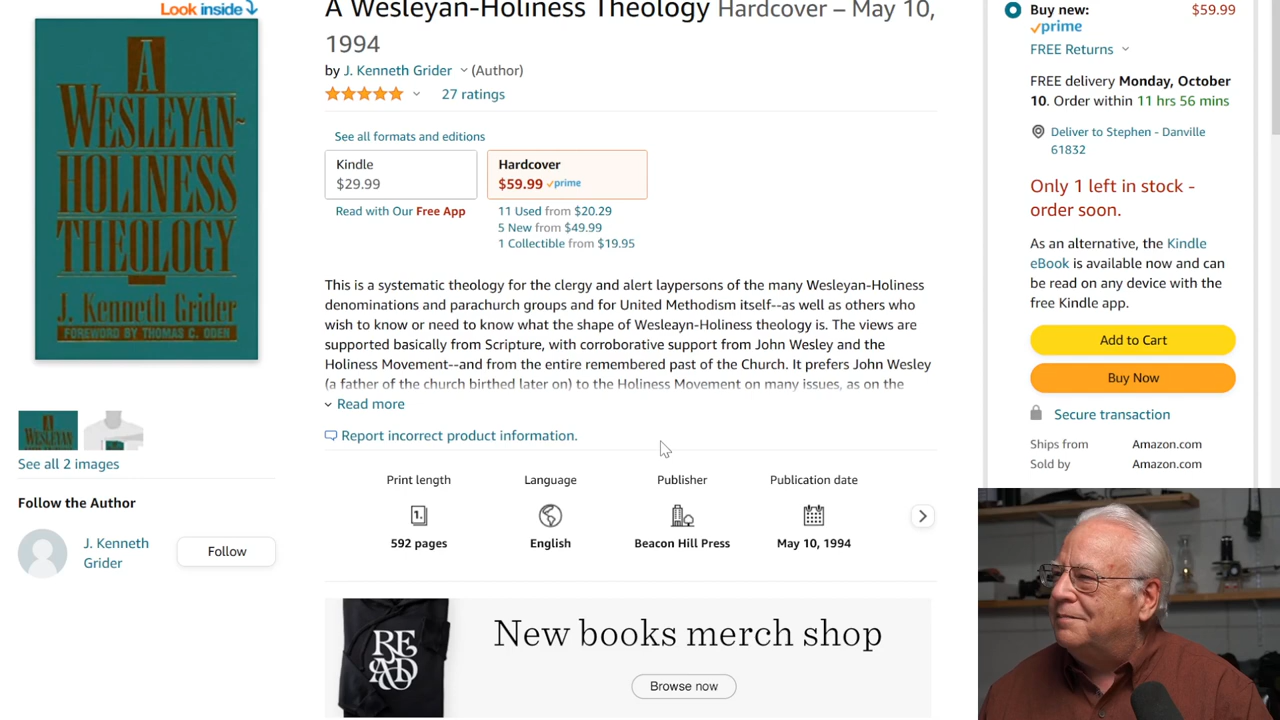 Look inside
A Wesleyan-Holiness Theology Hardcover – May 10,
1994
by J. Kenneth Grider (Author)
27 ratings
See all formats and editions
Kindle
$29.99
Hardcover
$59.99 prime
Read with Our Free App
11 Used from $20.29
5 New from $49.99
1 Collectible from $19.95
This is a systematic theology for the clergy and alert laypersons of the many Wesleyan-Holiness
denominations and parachurch groups and for United Methodism itself--as well as others who
wish to know or need to know what the shape of Wesleayn-Holiness theology is. The views are
supported basically from Scripture, with corroborative support from John Wesley and the
Holiness Movement--and from the entire remembered past of the Church. It prefers John Wesley
(a father of the church birthed later on) to the Holiness Movement on many issues, as on the
Read more
Report incorrect product information.
Print length
Language
Publisher
Publication date
1.
592 pages
English
Beacon Hill Press
May 10, 1994
A
WESLEYAN-
HOLINESS
THEOLOGY
J. Kenneth Grider
FOREWORD BY THOMAS C. ODEN
A
WESLEYAN
See all 2 images
Follow the Author
J. Kenneth
Grider
Follow
RE
AD
New books merch shop
Browse now
Buy new:
$59.99
prime
FREE Returns
FREE delivery Monday, October
10. Order within 11 hrs 56 mins
Deliver to Stephen - Danville
61832
Only 1 left in stock -
order soon.
As an alternative, the Kindle
eBook is available now and can
be read on any device with the
free Kindle app.
Add to Cart
Buy Now
Secure transaction
Ships from Amazon.com
Sold by Amazon.com